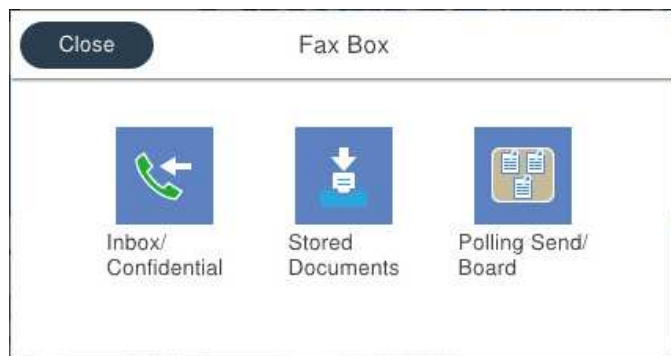 Close
Fax Box
Inbox/
Confidential
Stored
Documents
Polling Send/
Board